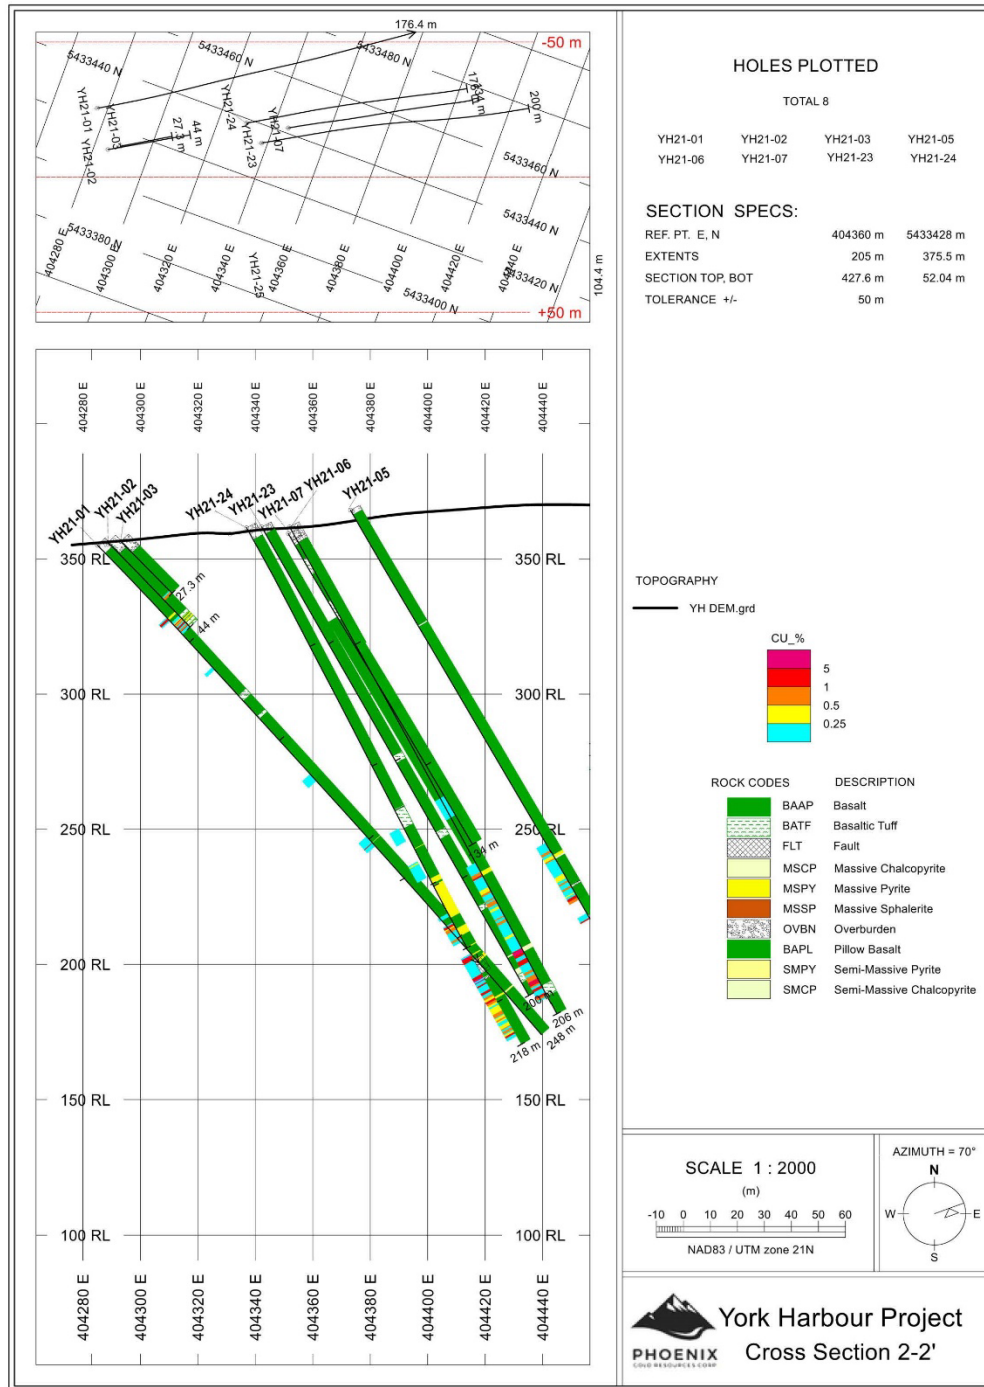 176.4 m
-50 m
5433440 N
5433460 N
5433480 N
YH21-01
YH21-03
YH21-02
27.3 m
44 m
YH21-24
YH21-23
YH21-07
200 m
5433460 N
5433440 N
5433420 N
5433400 N
5433380 N
404280 E
404300 E
404320 E
404340 E
YH21-25
404360 E
404380 E
404400 E
404420 E
404440 E
104.4 m
+50 m
404280 E
404300 E
404320 E
404340 E
404360 E
404380 E
404400 E
404420 E
404440 E
YH21-01
YH21-02
YH21-03
YH21-24
YH21-23
YH21-07
YH21-06
YH21-05
350 RL
350 RL
27.3 m
44 m
300 RL
300 RL
250 RL
250 RL
34 m
200 RL
200 RL
200 m
206 m
248 m
218 m
150 RL
150 RL
100 RL
100 RL
404280 E
404300 E
404320 E
404340 E
404360 E
404380 E
404400 E
404420 E
404440 E
HOLES PLOTTED
TOTAL 8
YH21-01 YH21-02 YH21-03 YH21-05
YH21-06 YH21-07 YH21-23 YH21-24
SECTION SPECS:
REF. PT. E, N 404360 m 5433428 m
EXTENTS 205 m 375.5 m
SECTION TOP, BOT 427.6 m 52.04 m
TOLERANCE +/- 50 m
TOPOGRAPHY
YH DEM.grd
CU_%
5
1
0.5
0.25
ROCK CODES DESCRIPTION
BAAP Basalt
BATF Basaltic Tuff
FLT Fault
MSCP Massive Chalcopyrite
MSPY Massive Pyrite
MSSP Massive Sphalerite
OVBN Overburden
BAPL Pillow Basalt
SMPY Semi-Massive Pyrite
SMCP Semi-Massive Chalcopyrite
SCALE 1 : 2000
(m)
-10 0 10 20 30 40 50 60
NAD83 / UTM zone 21N
AZIMUTH = 70°
N
W E
S
PHOENIX
GOLD RESOURCES CORP
York Harbour Project
Cross Section 2-2'